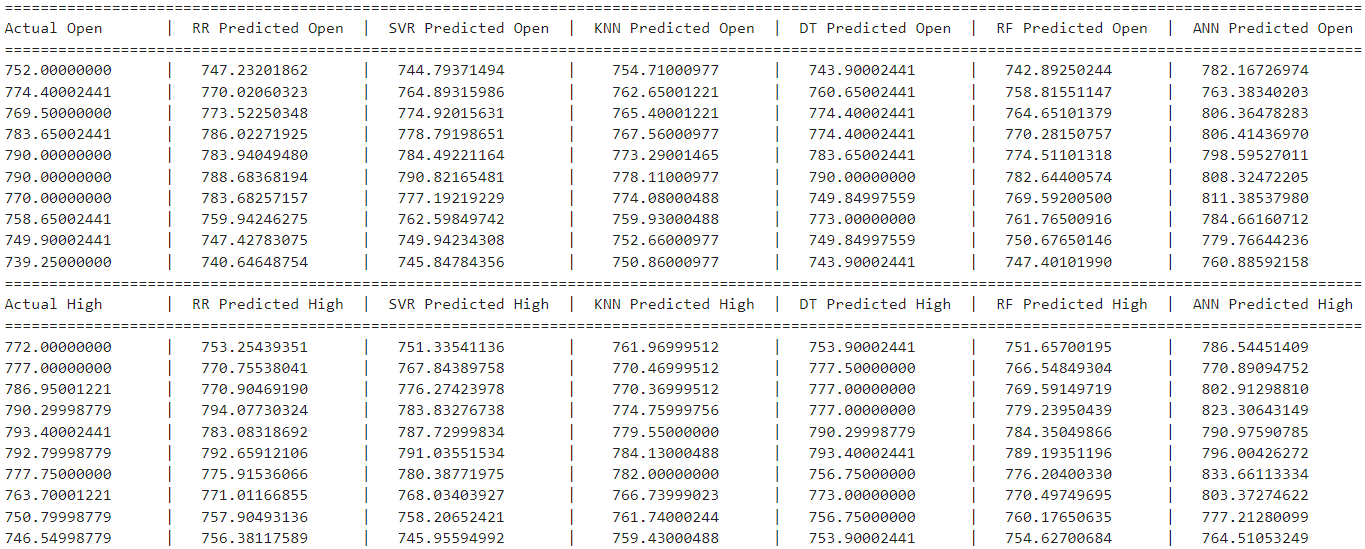 ==========================================================================================================================================================
Actual Open | RR Predicted Open | SVR Predicted Open | KNN Predicted Open | DT Predicted Open | RF Predicted Open | ANN Predicted Open
==========================================================================================================================================================
752.00000000 | 747.23201862 | 744.79371494 | 754.71000977 | 743.90002441 | 742.89250244 | 782.16726974
774.40002441 | 770.02060323 | 764.89315986 | 762.65001221 | 760.65002441 | 758.81551147 | 763.38340203
769.50000000 | 773.52250348 | 774.92015631 | 765.40001221 | 774.40002441 | 764.65101379 | 806.36478283
783.65002441 | 786.02271925 | 778.79198651 | 767.56000977 | 774.40002441 | 770.28150757 | 806.41436970
790.00000000 | 783.94049480 | 784.49221164 | 773.29001465 | 783.65002441 | 774.51101318 | 798.59527011
790.00000000 | 788.68368194 | 790.82165481 | 778.11000977 | 790.00000000 | 782.64400574 | 808.32472205
770.00000000 | 783.68257157 | 777.19219229 | 774.08000488 | 749.84997559 | 769.59200500 | 811.38537980
758.65002441 | 759.94246275 | 762.59849742 | 759.93000488 | 773.00000000 | 761.76500916 | 784.66160712
749.90002441 | 747.42783075 | 749.94234308 | 752.66000977 | 749.84997559 | 750.67650146 | 779.76644236
739.25000000 | 740.64648754 | 745.84784356 | 750.86000977 | 743.90002441 | 747.40101990 | 760.88592158
==========================================================================================================================================================
Actual High | RR Predicted High | SVR Predicted High | KNN Predicted High | DT Predicted High | RF Predicted High | ANN Predicted High
==========================================================================================================================================================
772.00000000 | 753.25439351 | 751.33541136 | 761.96999512 | 753.90002441 | 751.65700195 | 786.54451409
777.00000000 | 770.75538041 | 767.84389758 | 770.46999512 | 777.50000000 | 766.54849304 | 770.89094752
786.95001221 | 770.90469190 | 776.27423978 | 770.36999512 | 777.00000000 | 769.59149719 | 802.91298810
790.29998779 | 794.07730324 | 783.83276738 | 774.75999756 | 777.00000000 | 779.23950439 | 823.30643149
793.40002441 | 783.08318692 | 787.72999834 | 779.55000000 | 790.29998779 | 784.35049866 | 790.97590785
792.79998779 | 792.65912106 | 791.03551534 | 784.13000488 | 793.40002441 | 789.19351196 | 796.00426272
777.75000000 | 775.91536066 | 780.38771975 | 782.00000000 | 756.75000000 | 776.20400330 | 833.66113334
763.70001221 | 771.01166855 | 768.03403927 | 766.73999023 | 773.00000000 | 770.49749695 | 803.37274622
750.79998779 | 757.90493136 | 758.20652421 | 761.74000244 | 756.75000000 | 760.17650635 | 777.21280099
746.54998779 | 756.38117589 | 745.95594992 | 759.43000488 | 753.90002441 | 754.62700684 | 764.51053249